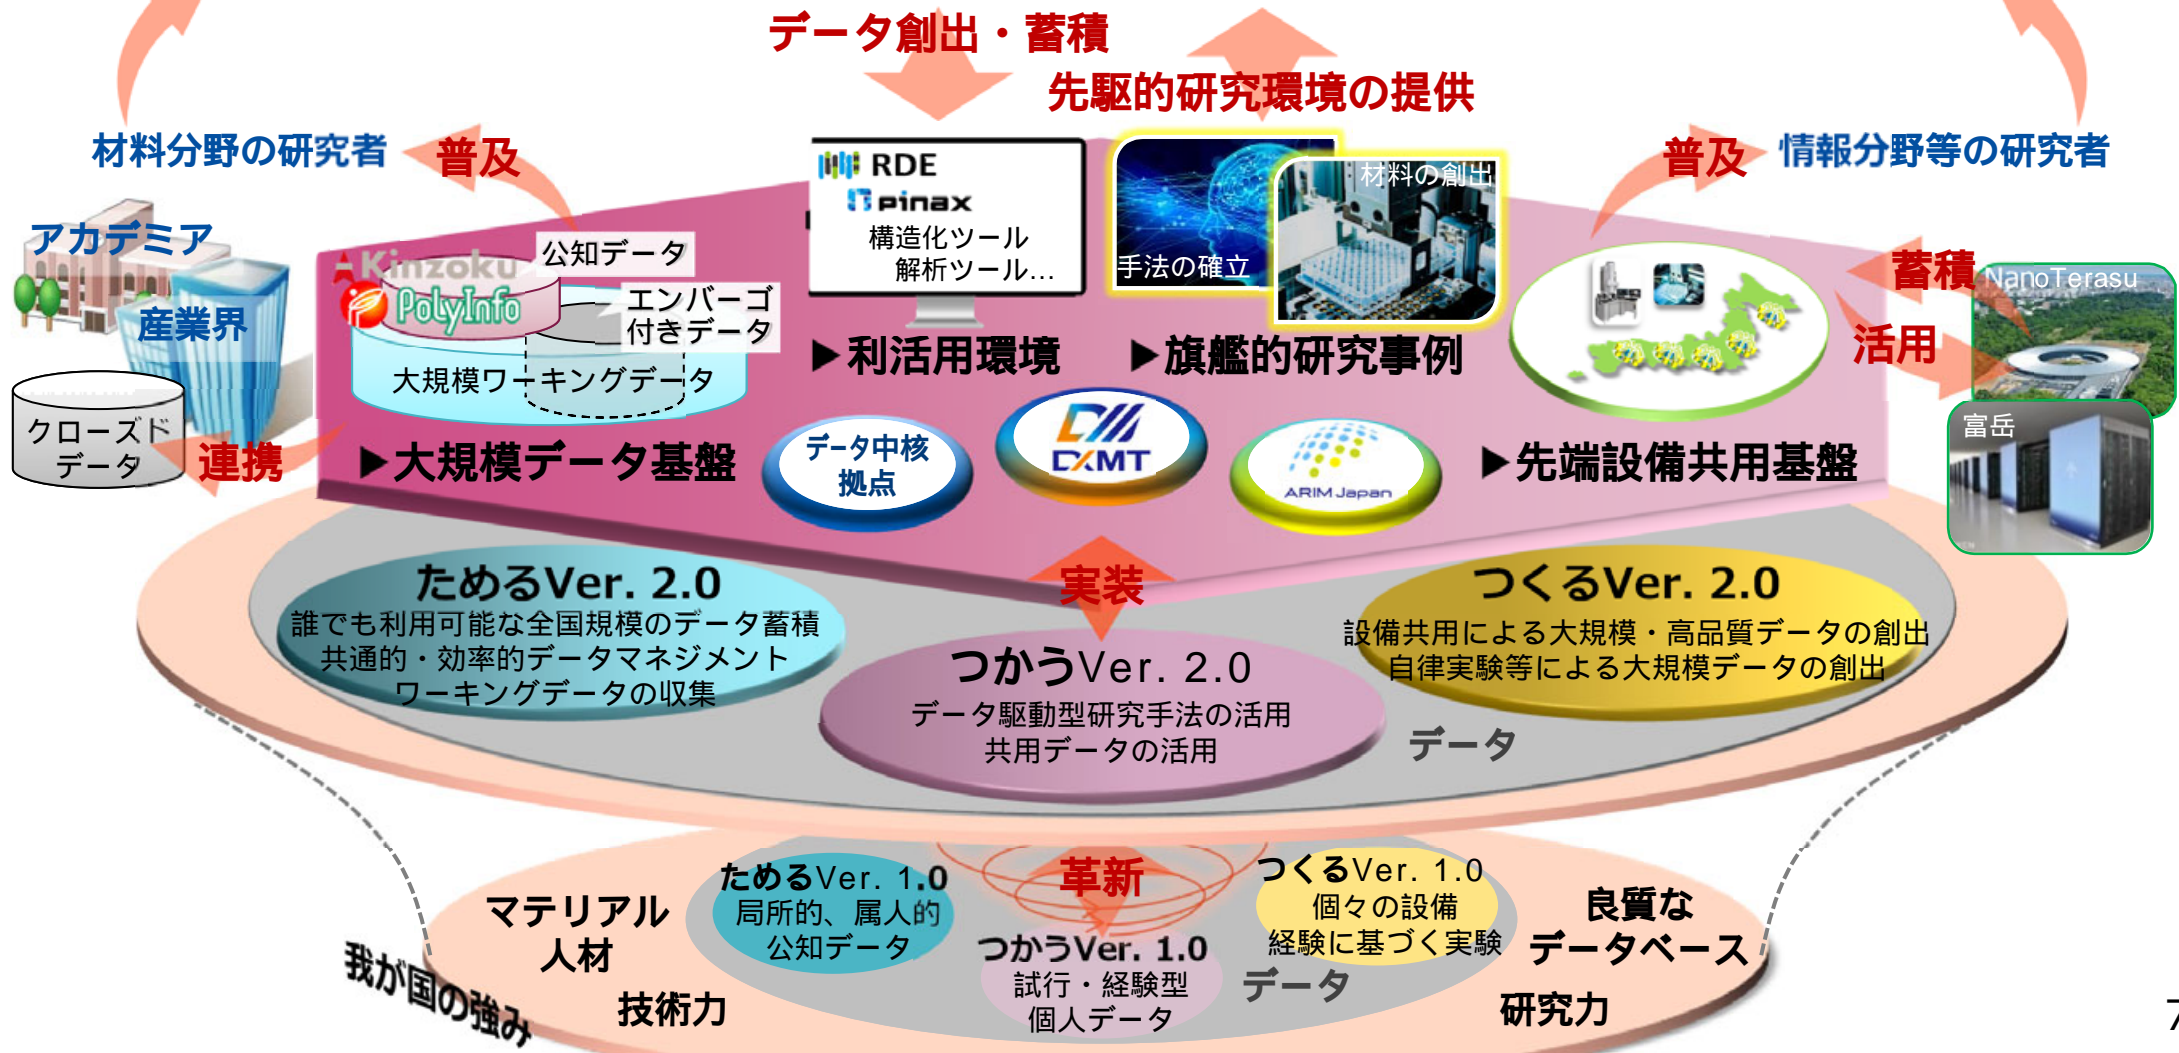 データ創出・蓄積
先駆的研究環境の提供
材料分野の研究者
普及
アカデミア
産業界
クローズド
データ
連携
Kinzoku
PolyInfo
公知データ
エンバーゴ
付きデータ
大規模ワーキングデータ
▶大規模データ基盤
RDE
pinax
構造化ツール
解析ツール…
▶利活用環境
手法の確立
材料の創出
▶旗艦的研究事例
データ中核
拠点
DXMT
ARIM Japan
普及
情報分野等の研究者
蓄積
活用
NanoTerasu
富岳
▶先端設備共用基盤
実装
ためるVer. 2.0
誰でも利用可能な全国規模のデータ蓄積
共通的・効率的データマネジメント
ワーキングデータの収集
つかうVer. 2.0
データ駆動型研究手法の活用
共用データの活用
つくるVer. 2.0
設備共用による大規模・高品質データの創出
自律実験等による大規模データの創出
データ
革新
ためるVer. 1.0
局所的、属人的
公知データ
つかうVer. 1.0
試行・経験型
個人データ
つくるVer. 1.0
個々の設備
経験に基づく実験
データ
マテリアル
人材
技術力
良質な
データベース
研究力
我が国の強み
7